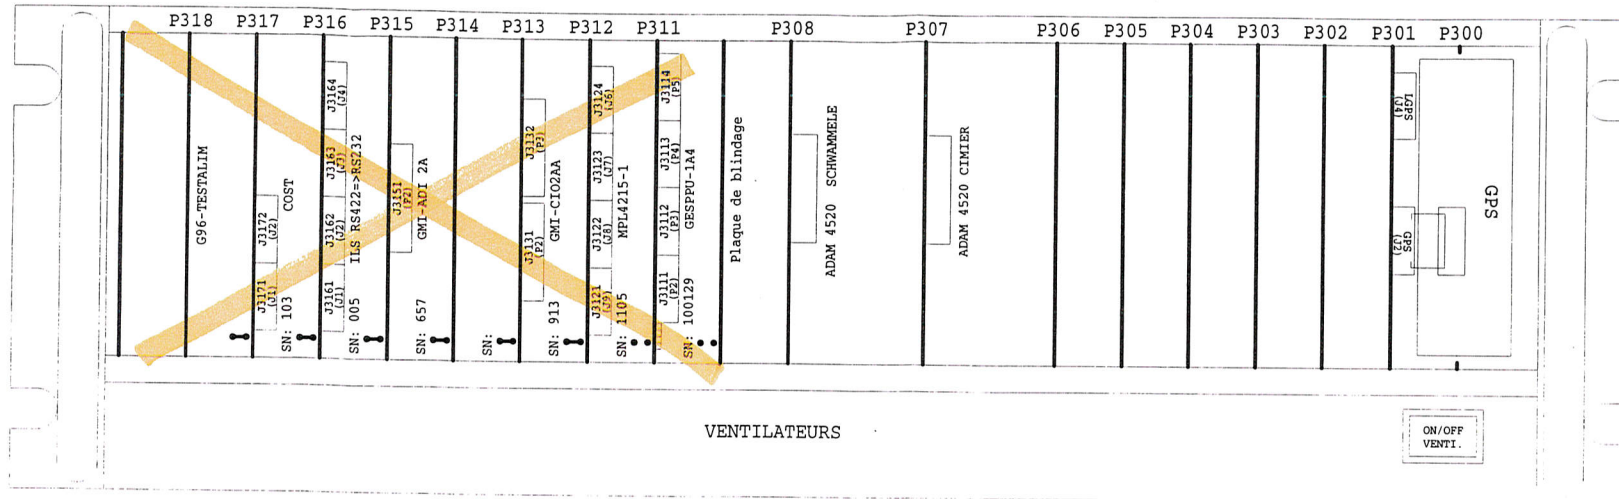 P318 P317 P316 P315 P314 P313 P312 P311 P308 P307 P306 P305 P304 P303 P302 P301 P300
G96-TESTALIM
J3172
(J2)
J3171
(J1)
COST
SN: 103
J3164
(J4)
J3163
(J3)
J3162
(J2)
J3161
(J1)
ILS RS422=>RS232
SN: 005
J3151
(P2)
GMI-ADI 2A
SN: 657
SN:
J3132
(P3)
J3131
(P2)
GMI-CIO2AA
SN: 913
J3124
(J6)
J3123
(J7)
J3122
(J8)
J3121
(J9)
MPL4215-1
SN: 1105
J3114
(P5)
J3113
(P4)
J3112
(P3)
J3111
(P2)
GESPPU-1A4
SN: 100129
Plaque de blindage
ADAM 4520 SCHWAMMELE
ADAM 4520 CIMIER
LGPS
(J4)
GPS
(J2)
GPS
VENTILATEURS
ON/OFF
VENTI.